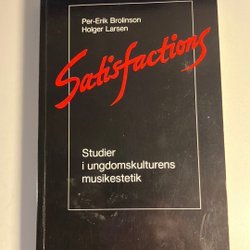 Per-Erik Brolinson
Holger Larsen
Satisfactions
Studier
i ungdomskulturens
musikestetik